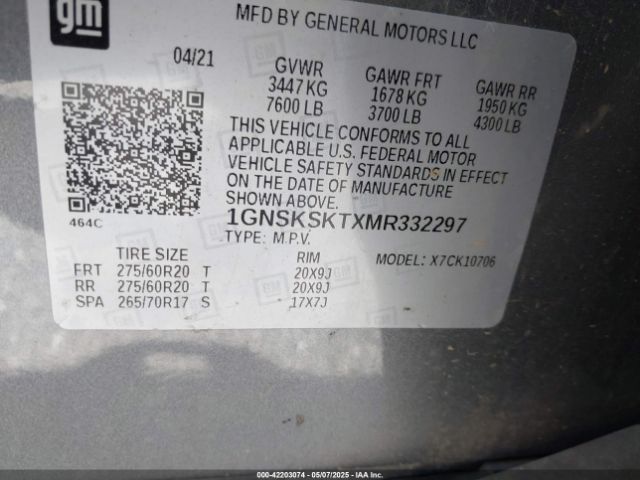 gm
MFD BY GENERAL MOTORS LLC
04/21
GVWR GAWR FRT GAWR RR
3447 KG 1678 KG 1950 KG
7600 LB 3700 LB 4300 LB
THIS VEHICLE CONFORMS TO ALL
APPLICABLE U.S. FEDERAL MOTOR
VEHICLE SAFETY STANDARDS IN EFFECT
ON THE DATE OF MANUFACTURE
SHOWN ABOVE.
464C
1GNSKSKTXMR332297
TYPE: M.P.V. MODEL: X7CK10706
TIRE SIZE RIM
FRT 275/60R20 T 20X9J
RR 275/60R20 T 20X9J
SPA 265/70R17 S 17X7J
000-42203074 05/07/2025 IAAI.COM